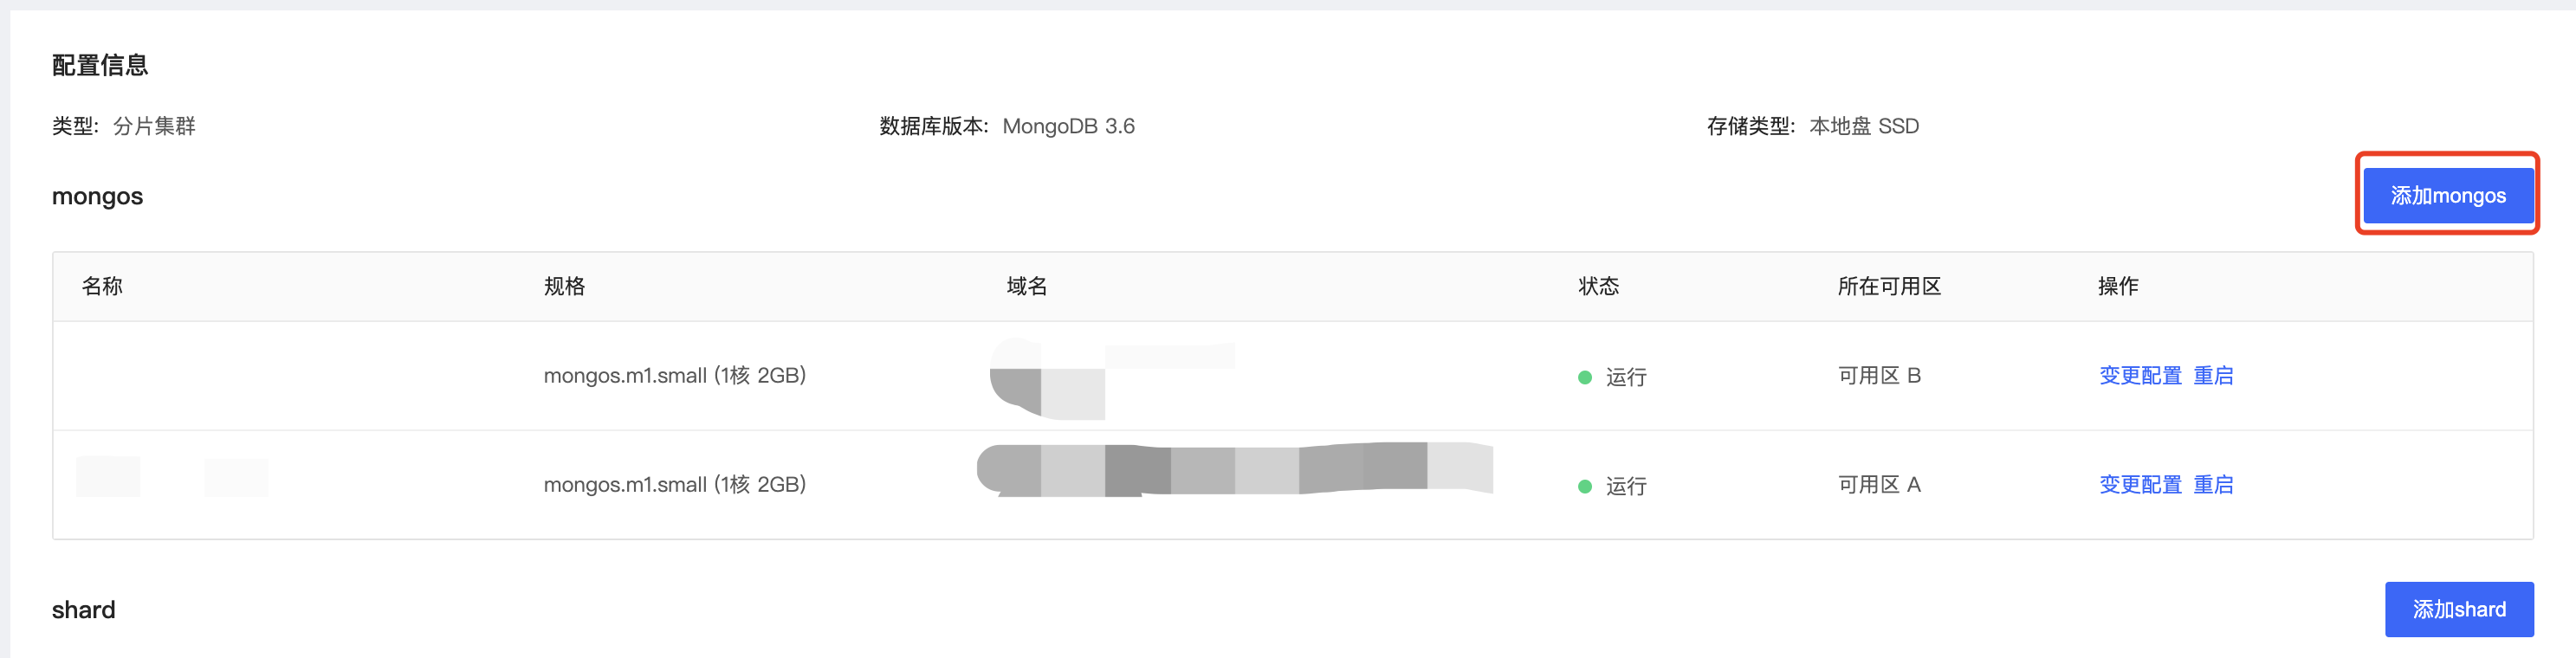 配置信息
类型: 分片集群 数据库版本: MongoDB 3.6 存储类型: 本地盘 SSD
mongos 添加mongos
名称 规格 域名 状态 所在可用区 操作
mongos.m1.small (1核 2GB) 运行 可用区 B 变更配置 重启
mongos.m1.small (1核 2GB) 运行 可用区 A 变更配置 重启
shard 添加shard